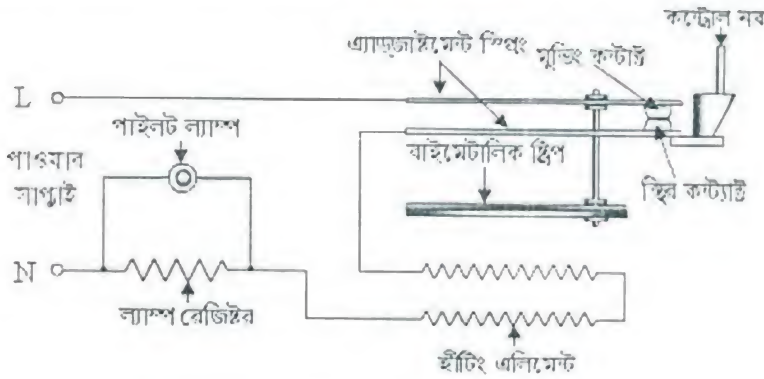 কন্ট্রোল নব
এ্যাডজাষ্টমেন্ট স্প্রিং
মুভিং কন্টাক্ট
L
পাইলট ল্যাম্প
পাওয়ার
সাপ্লাই
বাইমেটালিক স্ট্রিপ
স্থির কন্ট্যাক্ট
N
ল্যাম্প রেজিষ্টর
হীটিং এলিমেন্ট